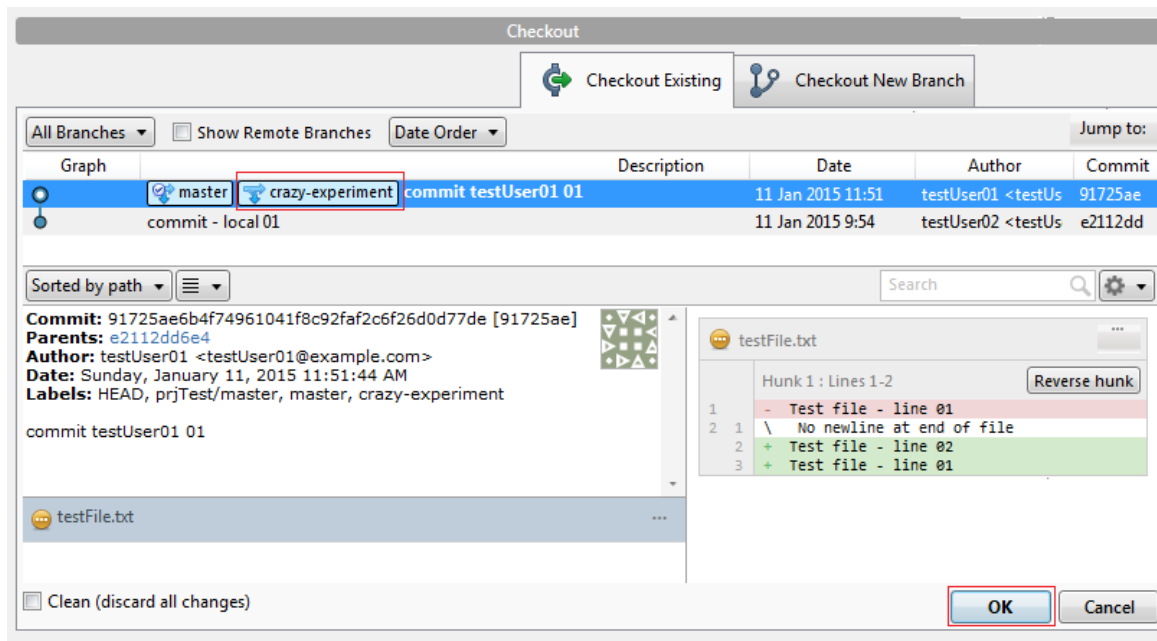 Checkout
Checkout Existing
Checkout New Branch
All Branches
Show Remote Branches
Date Order
Jump to:
Graph Description Date Author Commit
master crazy-experiment commit testUser01 01 11 Jan 2015 11:51 testUser01 <testUs 91725ae
commit - local 01 11 Jan 2015 9:54 testUser02 <testUs e2112dd
Sorted by path
Search
Commit: 91725ae6b4f74961041f8c92faf2c6f26d0d77de [91725ae]
Parents: e2112dd6e4
Author: testUser01 <testUser01@example.com>
Date: Sunday, January 11, 2015 11:51:44 AM
Labels: HEAD, prjTest/master, master, crazy-experiment
commit testUser01 01
testFile.txt
testFile.txt
...
Hunk 1 : Lines 1-2
Reverse hunk
1 - Test file - line 01
2 1 \ No newline at end of file
2 + Test file - line 02
3 + Test file - line 01
...
Clean (discard all changes)
OK
Cancel